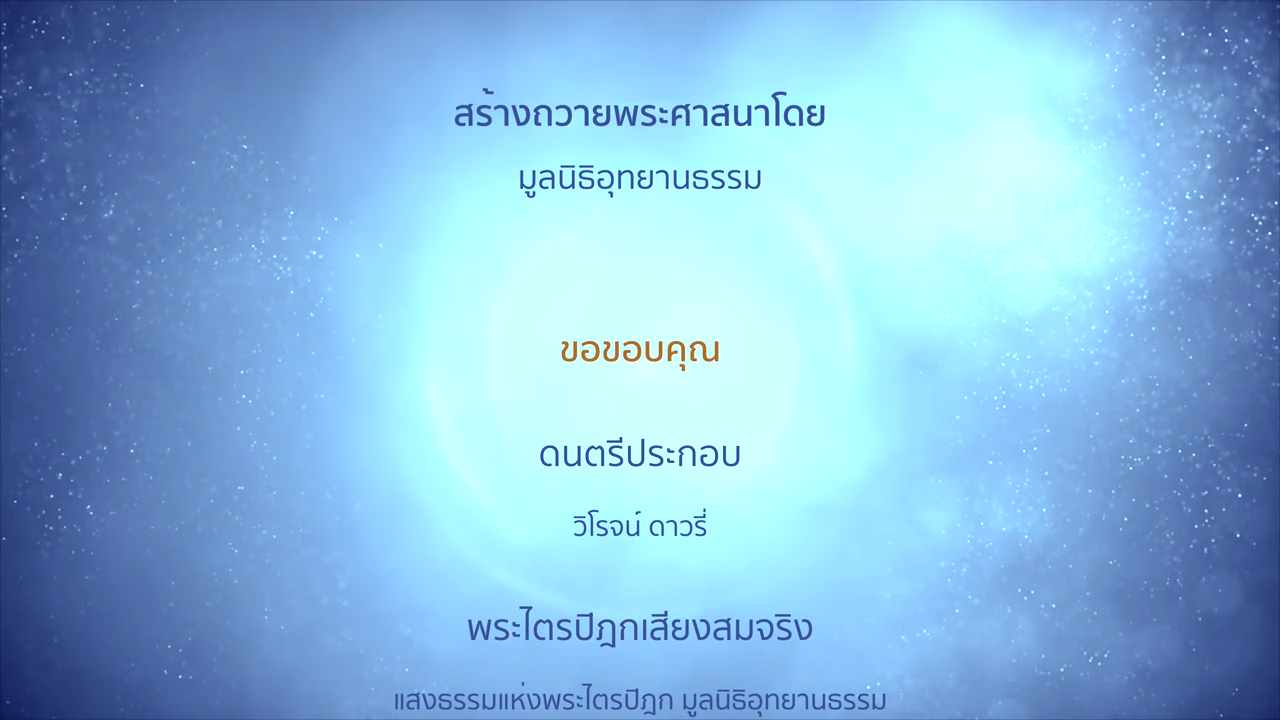 สร้างถวายพระศาสนาโดย
มูลนิธิอุทยานธรรม
ขอขอบคุณ
ดนตรีประกอบ
วิโรจน์ ดาวรี่
พระไตรปิฎกเสียงสมจริง
แสงธรรมแห่งพระไตรปิฎก มูลนิธิอุทยานธรรม